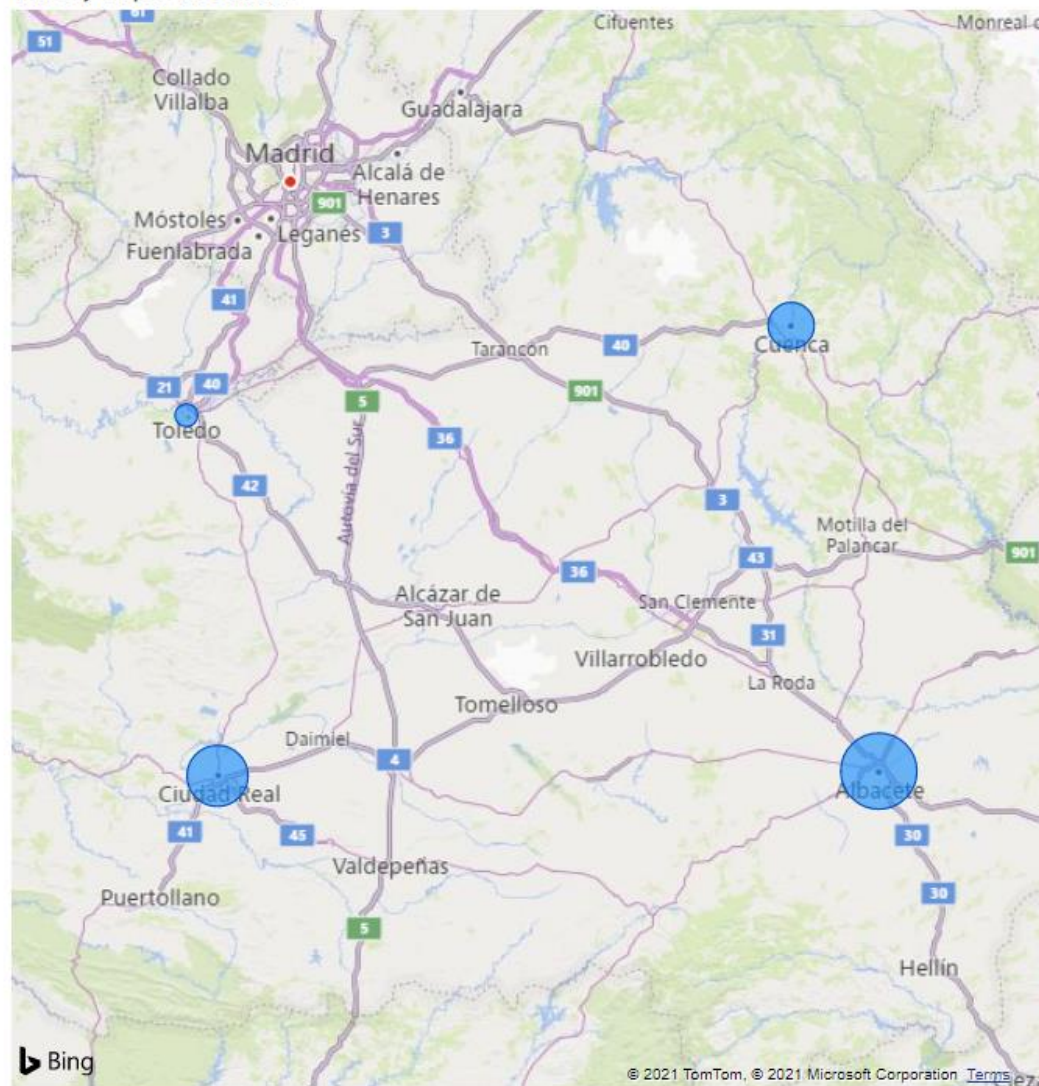 61
51
Cifuentes
Collado
Villalba
Guadalajara
Madrid
Alcalá de
Henares
901
Móstoles
Leganés
3
Fuenlabrada
41
Tarancón
40
Cuenca
21
40
5
901
Toledo
36
42
Autovía del Sur
3
Motilla del
Palancar
901
43
36
Alcázar de
San Juan
San Clemente
31
Villarrobledo
La Roda
Tomelloso
Daimiel
4
Ciudad Real
Albacete
41
45
30
Valdepeñas
Puertollano
30
5
Hellín
Bing
© 2021 TomTom, © 2021 Microsoft Corporation Terms